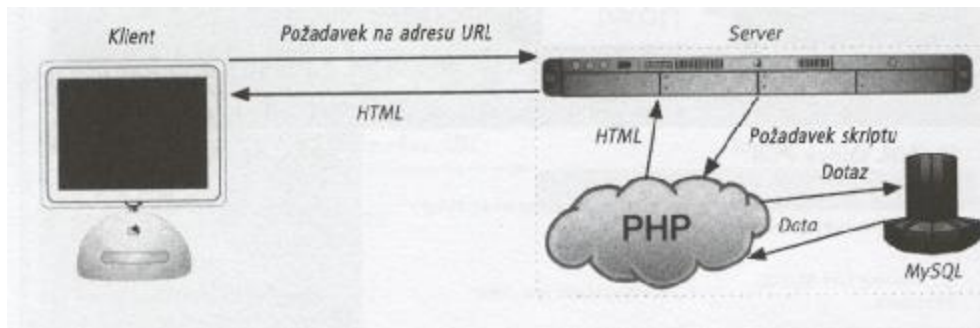 Klient
Požadavek na adresu URL
Server
HTML
HTML
Požadavek skriptu
Dotaz
PHP
Data
MySQL